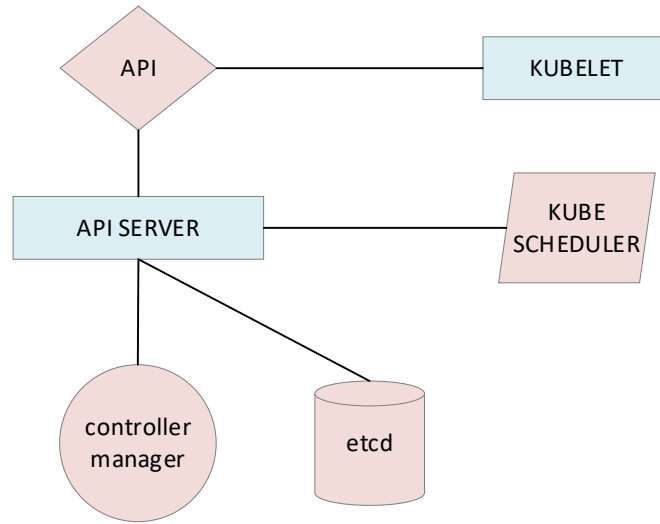 API
KUBELET
API SERVER
KUBE
SCHEDULER
controller
manager
etcd